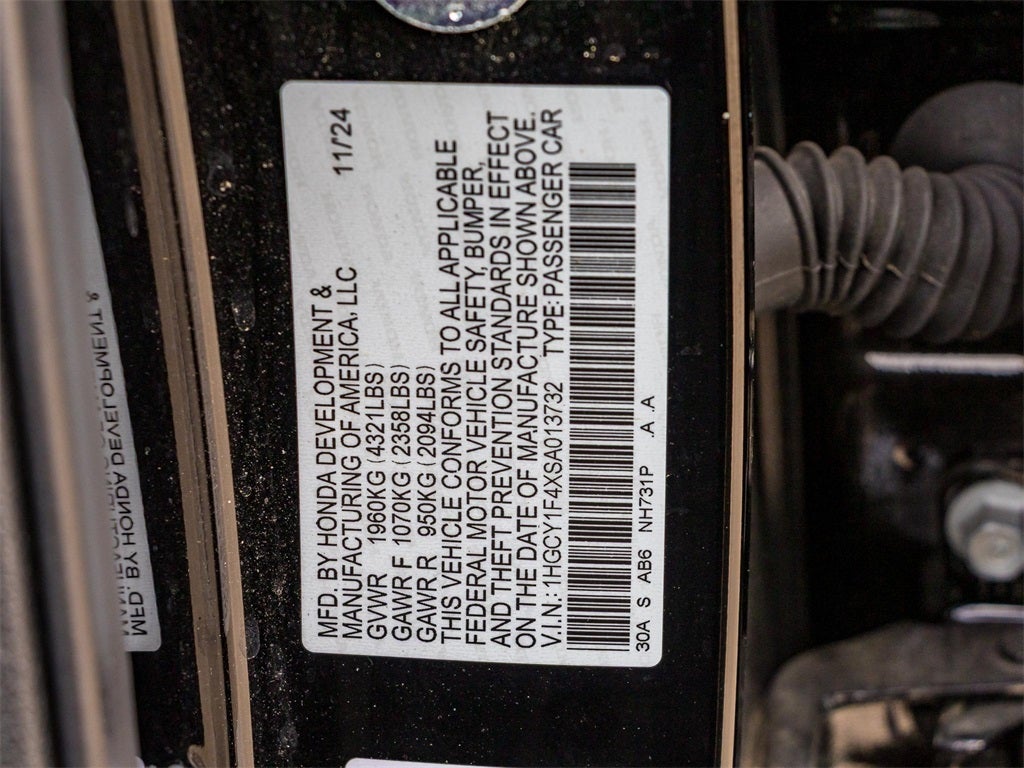 MFD. BY HONDA DEVELOPMENT &
MANUFACTURING OF AMERICA, LLC 11/24
GVWR 1960KG (4321LBS)
GAWR F 1070KG (2358LBS)
GAWR R 950KG (2094LBS)
THIS VEHICLE CONFORMS TO ALL APPLICABLE
FEDERAL MOTOR VEHICLE SAFETY, BUMPER,
AND THEFT PREVENTION STANDARDS IN EFFECT
ON THE DATE OF MANUFACTURE SHOWN ABOVE.
V.I.N.: 1HGCY1F4XSA013732 TYPE: PASSENGER CAR
30A S AB6 NH731P .A .A
MFD. BY HONDA DEVELOPMENT &